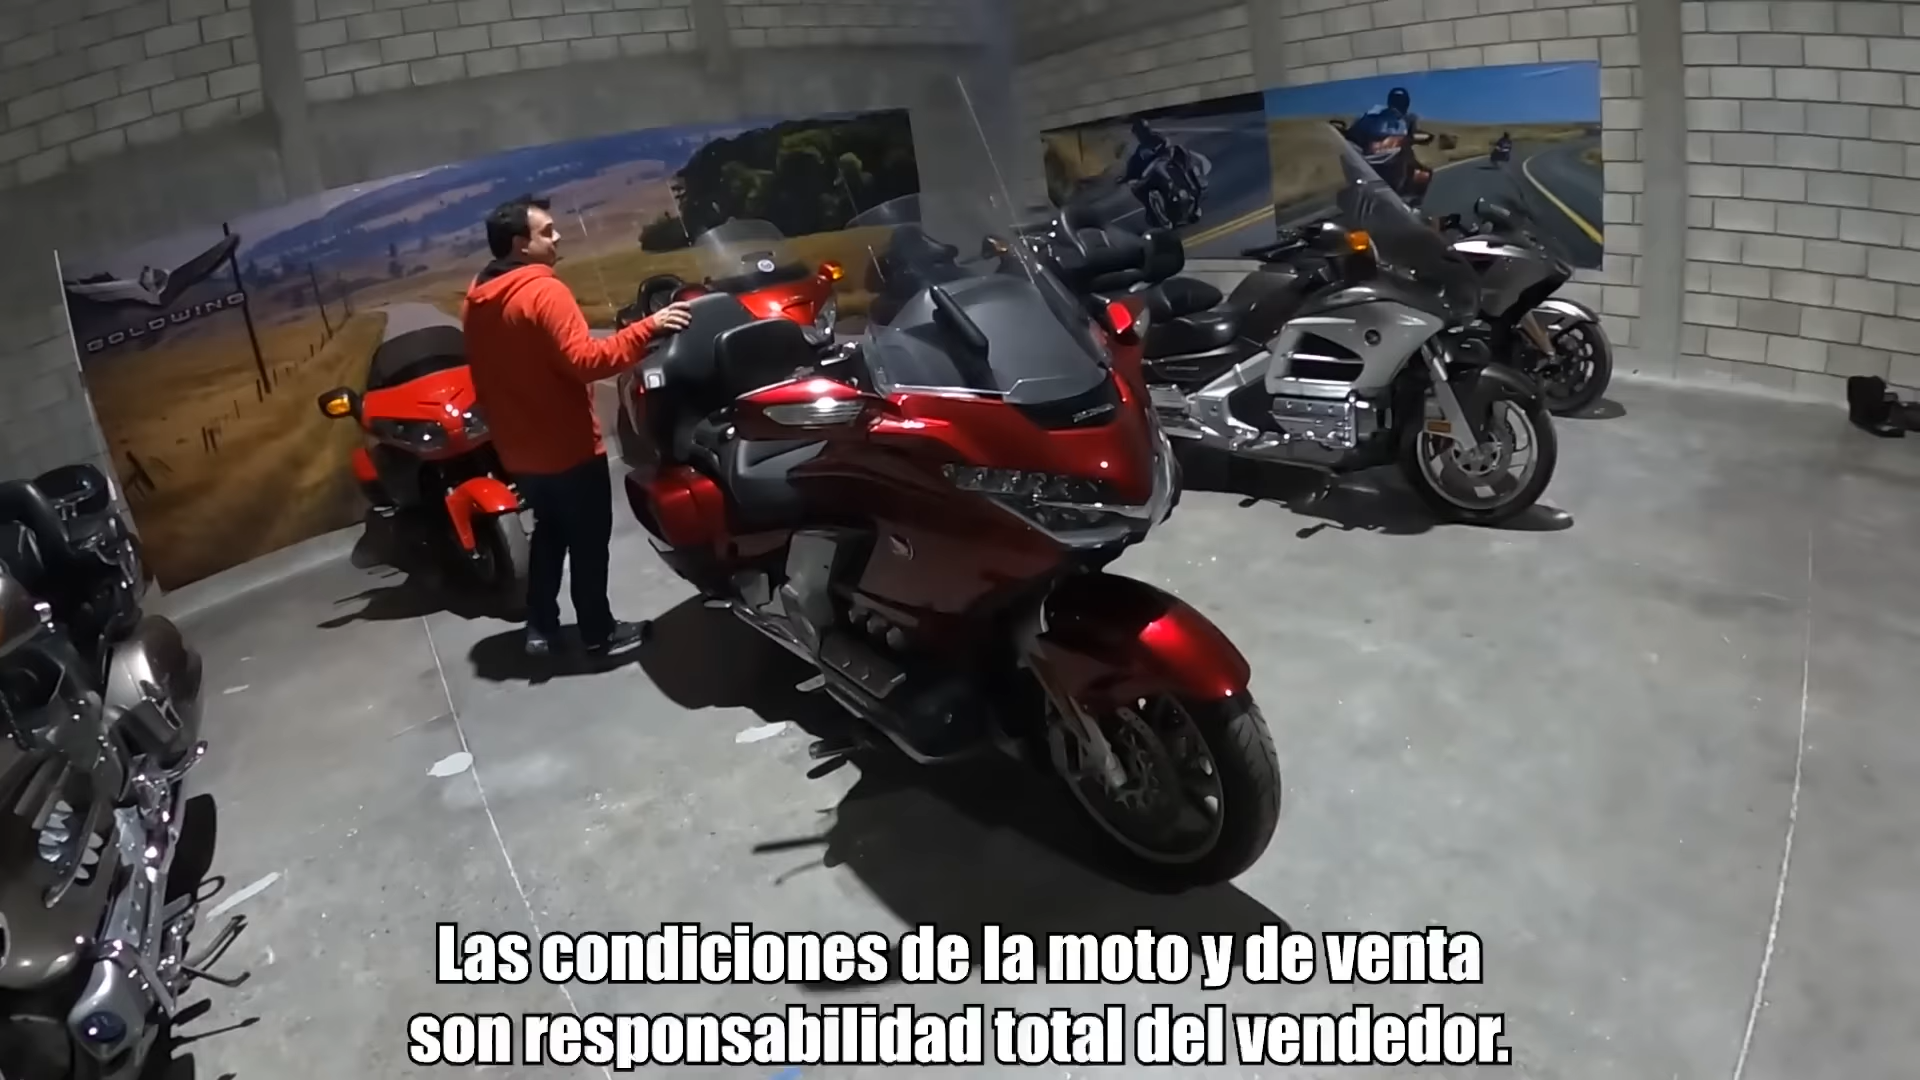 GOLDWING
Las condiciones de la moto y de venta
son responsabilidad total del vendedor.